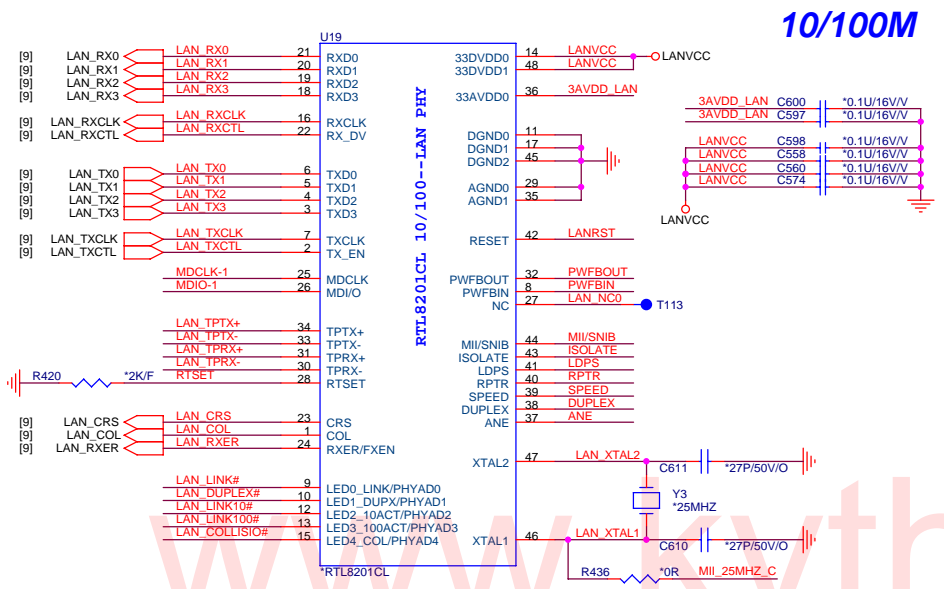 10/100M
U19
RTL8201CL 10/100--LAN PHY
[9] LAN_RX0 LAN_RX0 21 RXD0
[9] LAN_RX1 LAN_RX1 20 RXD1
[9] LAN_RX2 LAN_RX2 19 RXD2
[9] LAN_RX3 LAN_RX3 18 RXD3
[9] LAN_RXCLK LAN_RXCLK 16 RXCLK
[9] LAN_RXCTL LAN_RXCTL 22 RX_DV
[9] LAN_TX0 LAN_TX0 6 TXD0
[9] LAN_TX1 LAN_TX1 5 TXD1
[9] LAN_TX2 LAN_TX2 4 TXD2
[9] LAN_TX3 LAN_TX3 3 TXD3
[9] LAN_TXCLK LAN_TXCLK 7 TXCLK
[9] LAN_TXCTL LAN_TXCTL 2 TX_EN
MDCLK-1 25 MDCLK
MDIO-1 26 MDI/O
LAN_TPTX+ 34 TPTX+
LAN_TPTX- 33 TPTX-
LAN_TPRX+ 31 TPRX+
LAN_TPRX- 30 TPRX-
R420 *2K/F RTSET 28 RTSET
[9] LAN_CRS LAN_CRS 23 CRS
[9] LAN_COL LAN_COL 1 COL
[9] LAN_RXER LAN_RXER 24 RXER/FXEN
LAN_LINK# 9 LED0_LINK/PHYAD0
LAN_DUPLEX# 10 LED1_DUPX/PHYAD1
LAN_LINK10# 12 LED2_10ACT/PHYAD2
LAN_LINK100# 13 LED3_100ACT/PHYAD3
LAN_COLLISIO# 15 LED4_COL/PHYAD4
*RTL8201CL
33DVDD0 14 LANVCC LANVCC
33DVDD1 48 LANVCC
33AVDD0 36 3AVDD_LAN
DGND0 11
DGND1 17
DGND2 45
AGND0 29
AGND1 35
RESET 42 LANRST
PWFBOUT 32 PWFBOUT
PWFBIN 8 PWFBIN
NC 27 LAN_NC0 T113
MII/SNIB 44 MII/SNIB
ISOLATE 43 ISOLATE
LDPS 41 LDPS
RPTR 40 RPTR
SPEED 39 SPEED
DUPLEX 38 DUPLEX
ANE 37 ANE
XTAL2 47 LAN_XTAL2 C611 *27P/50V/O
Y3
*25MHZ
XTAL1 46 LAN_XTAL1 C610 *27P/50V/O
R436 *0R MII_25MHZ_C
3AVDD_LAN C600 *0.1U/16V/V
3AVDD_LAN C597 *0.1U/16V/V
LANVCC C598 *0.1U/16V/V
LANVCC C558 *0.1U/16V/V
LANVCC C560 *0.1U/16V/V
LANVCC C574 *0.1U/16V/V
LANVCC
www.kyth